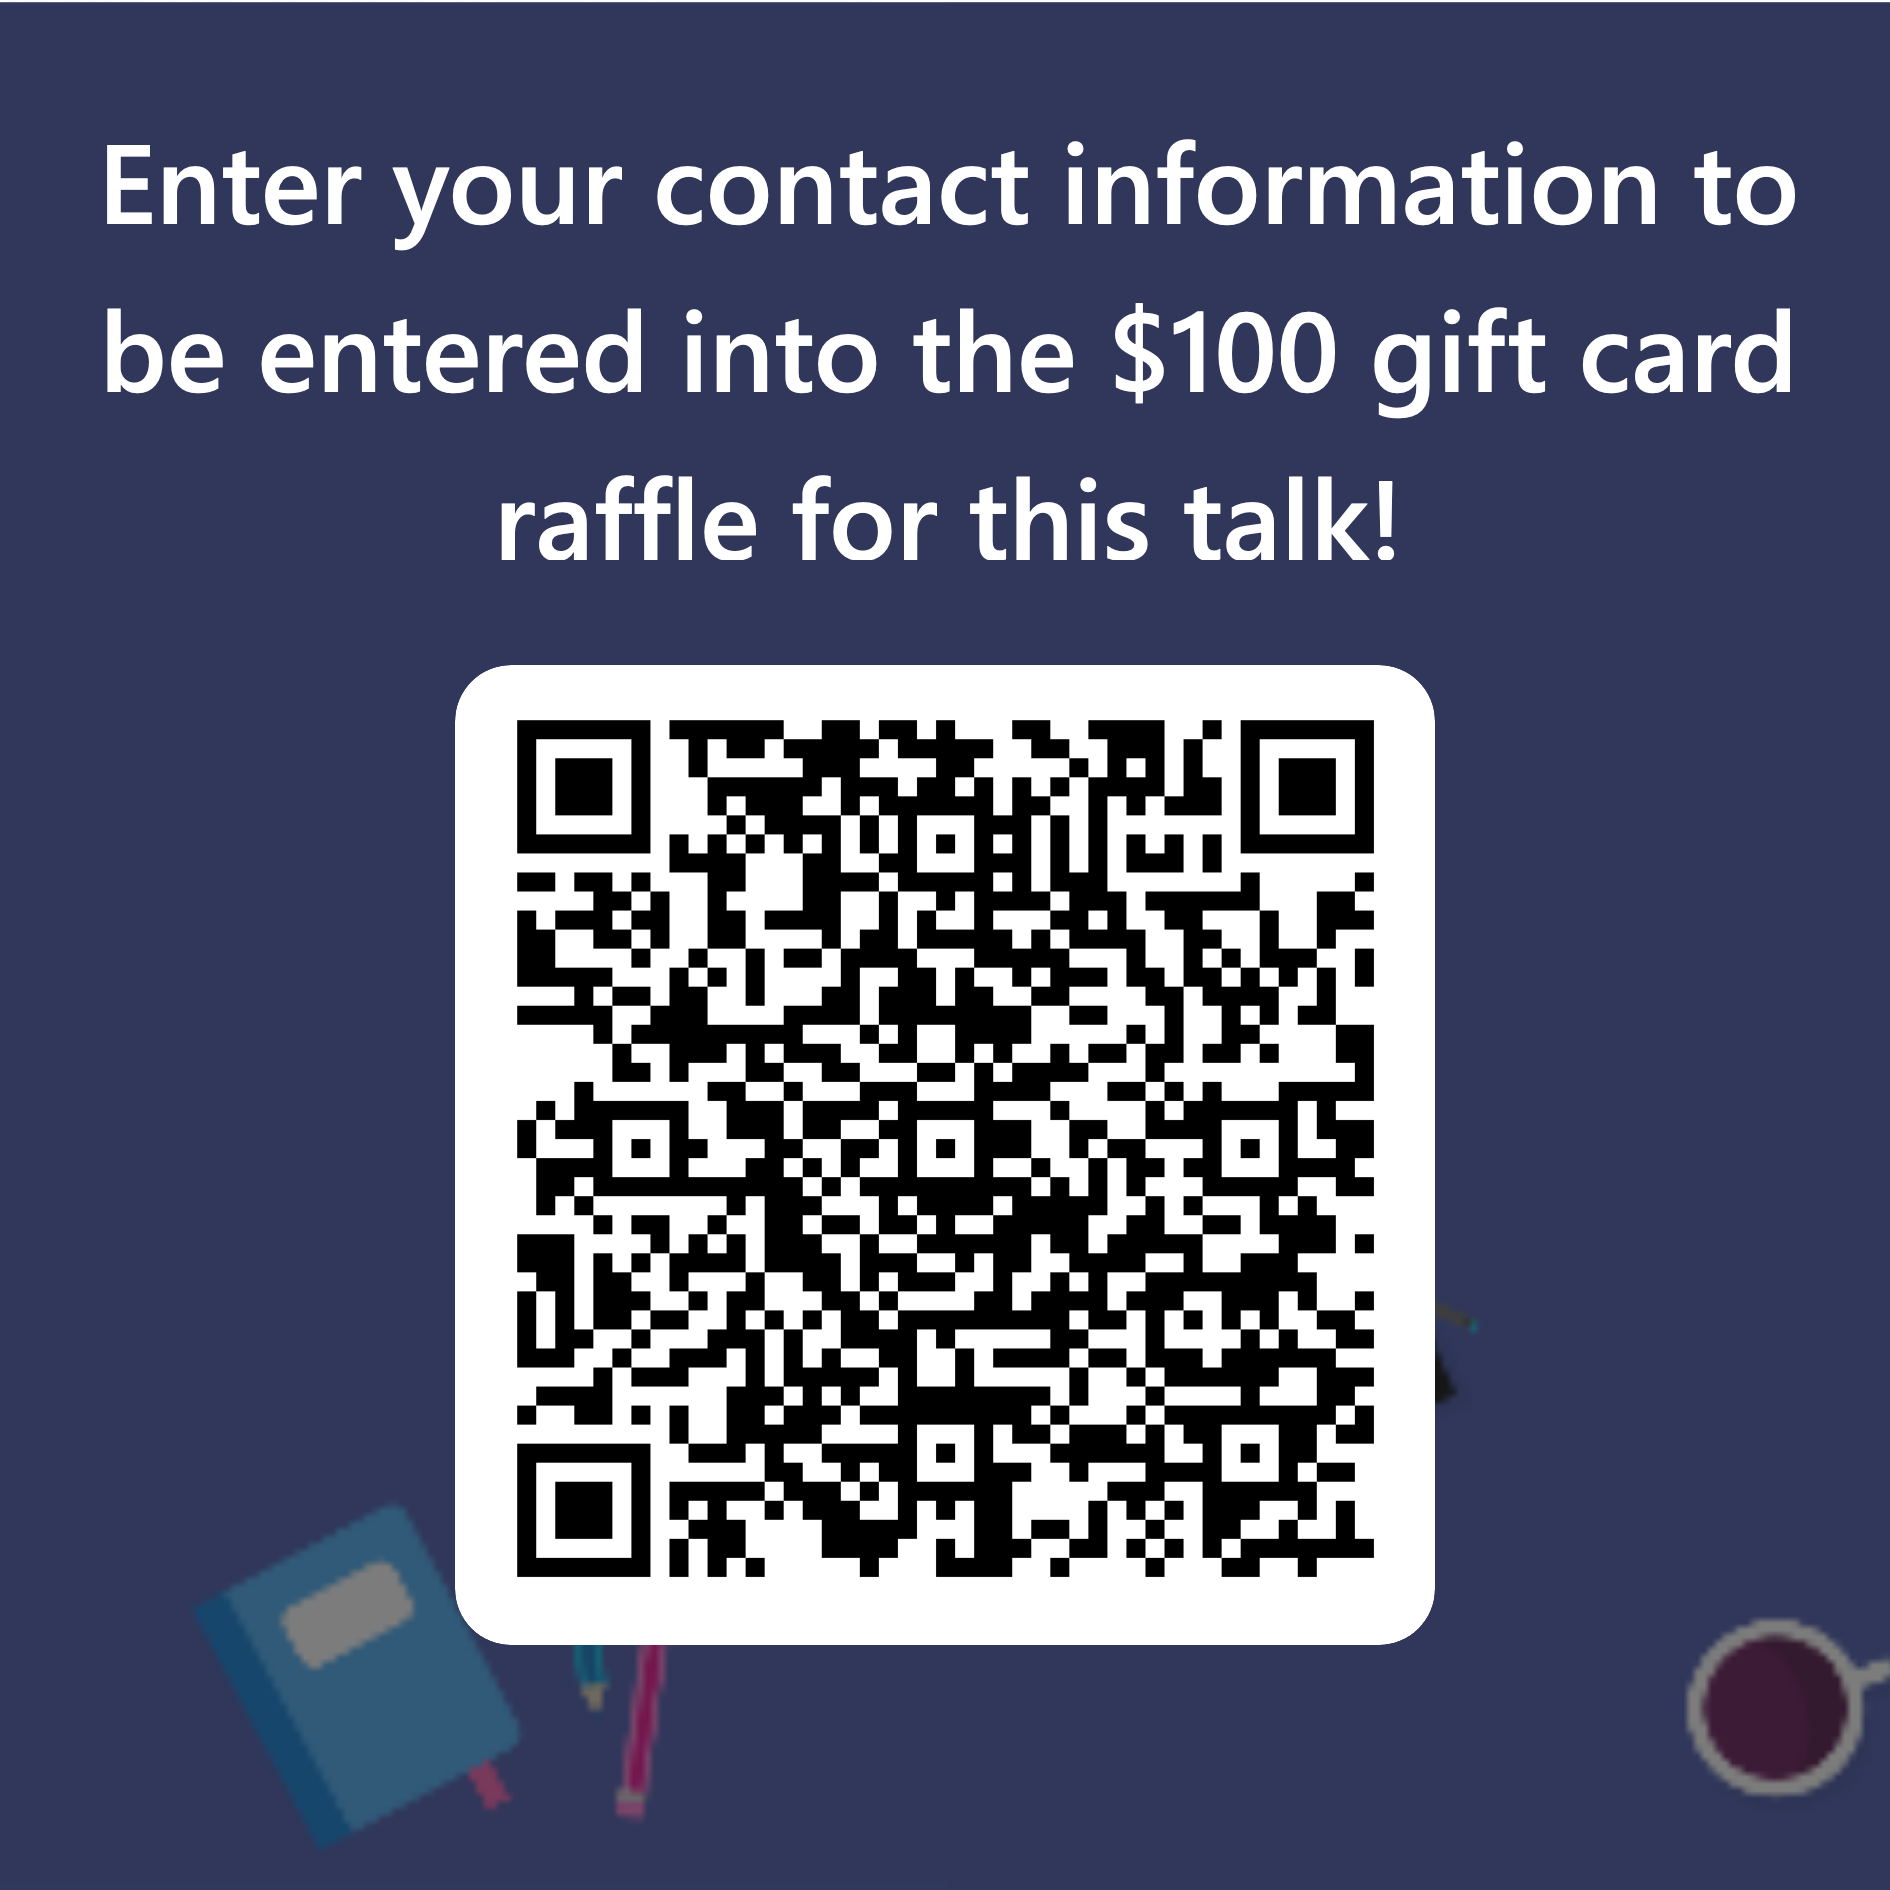 Enter your contact information to
be entered into the $100 gift card
raffle for this talk!